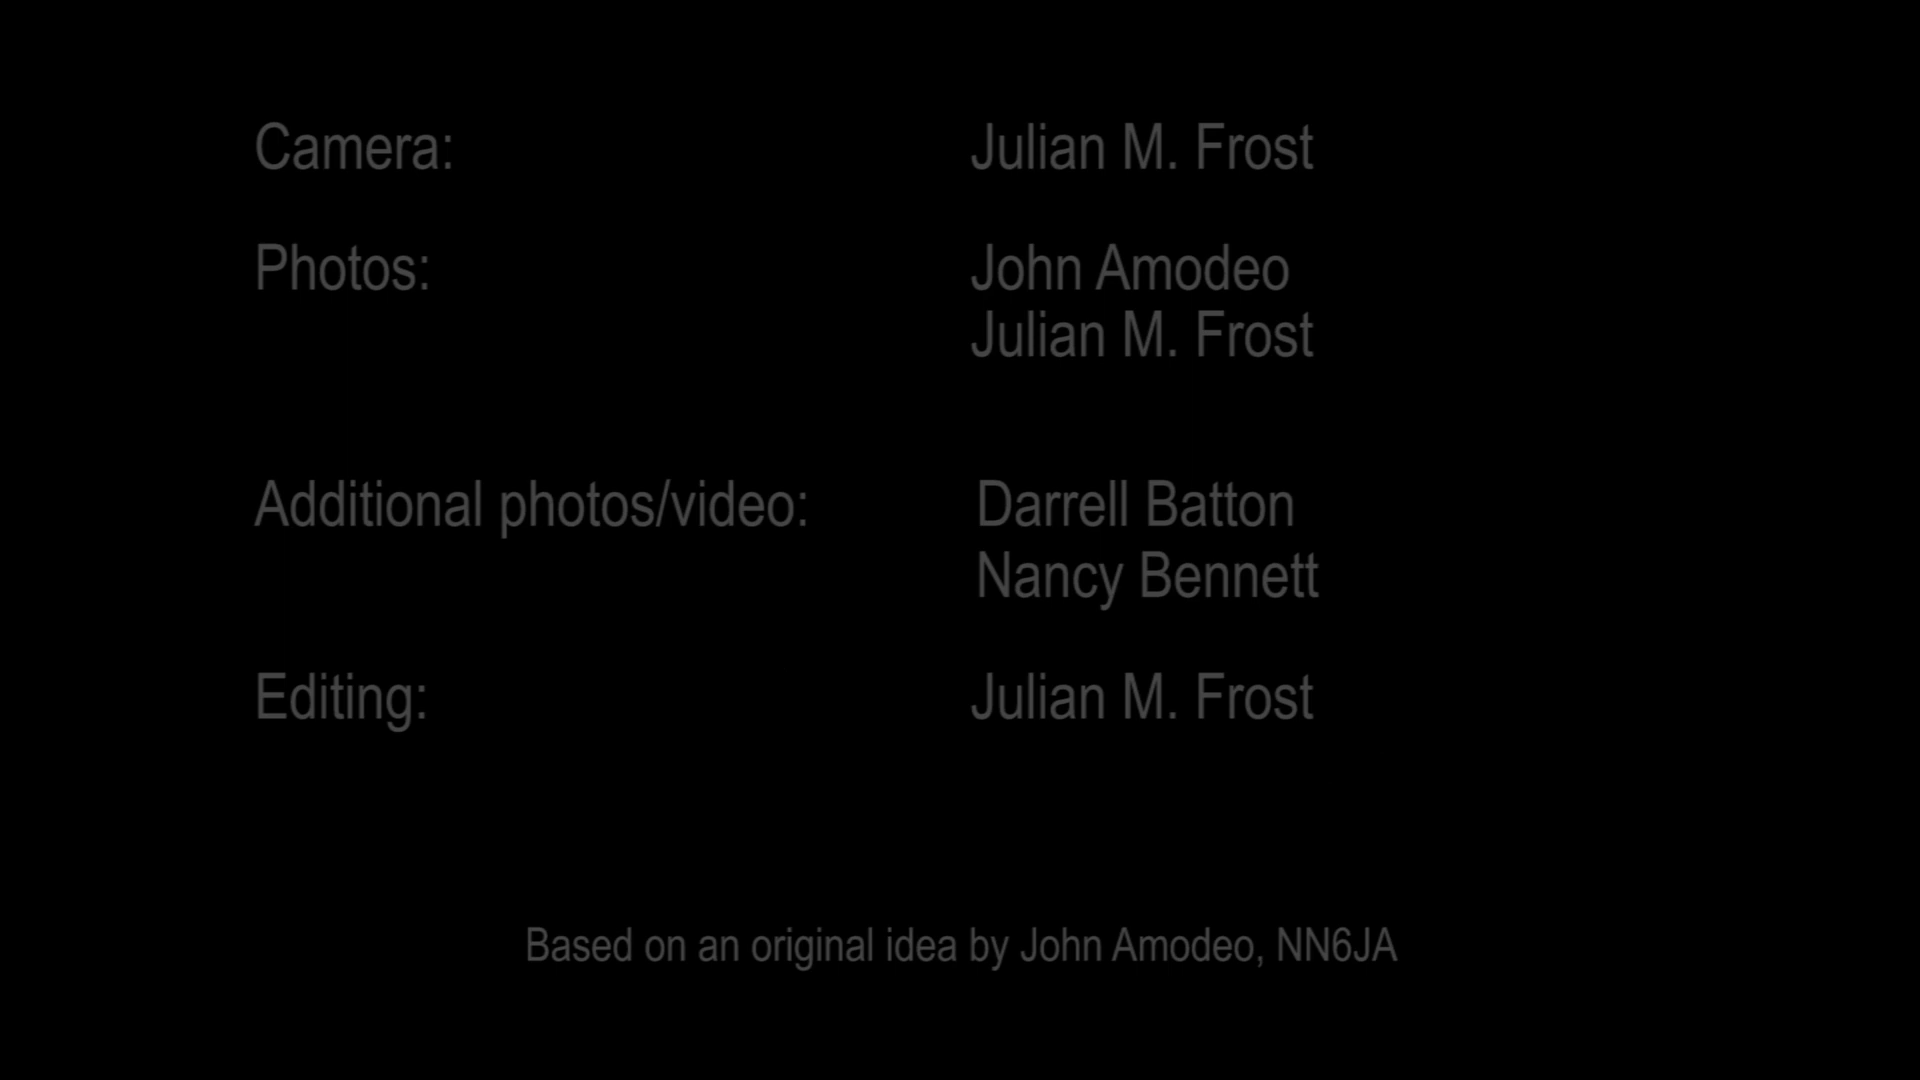 Camera: Julian M. Frost
Photos: John Amodeo
Julian M. Frost
Additional photos/video: Darrell Batton
Nancy Bennett
Editing: Julian M. Frost
Based on an original idea by John Amodeo, NN6JA